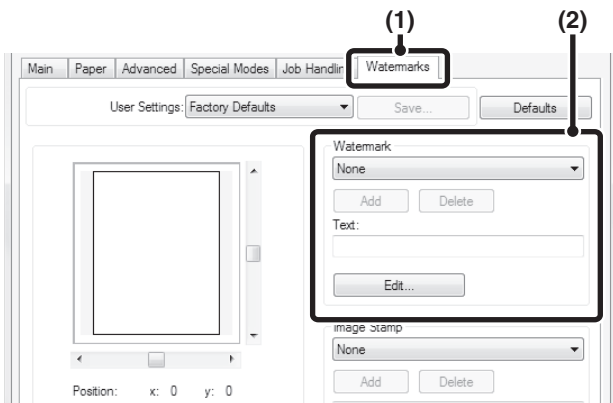 (1) (2)
Main Paper Advanced Special Modes Job Handlin Watermarks
User Settings: Factory Defaults Save... Defaults
Watermark
None
Add Delete
Text:
Edit...
Image Stamp
None
Position: x: 0 y: 0
Add Delete